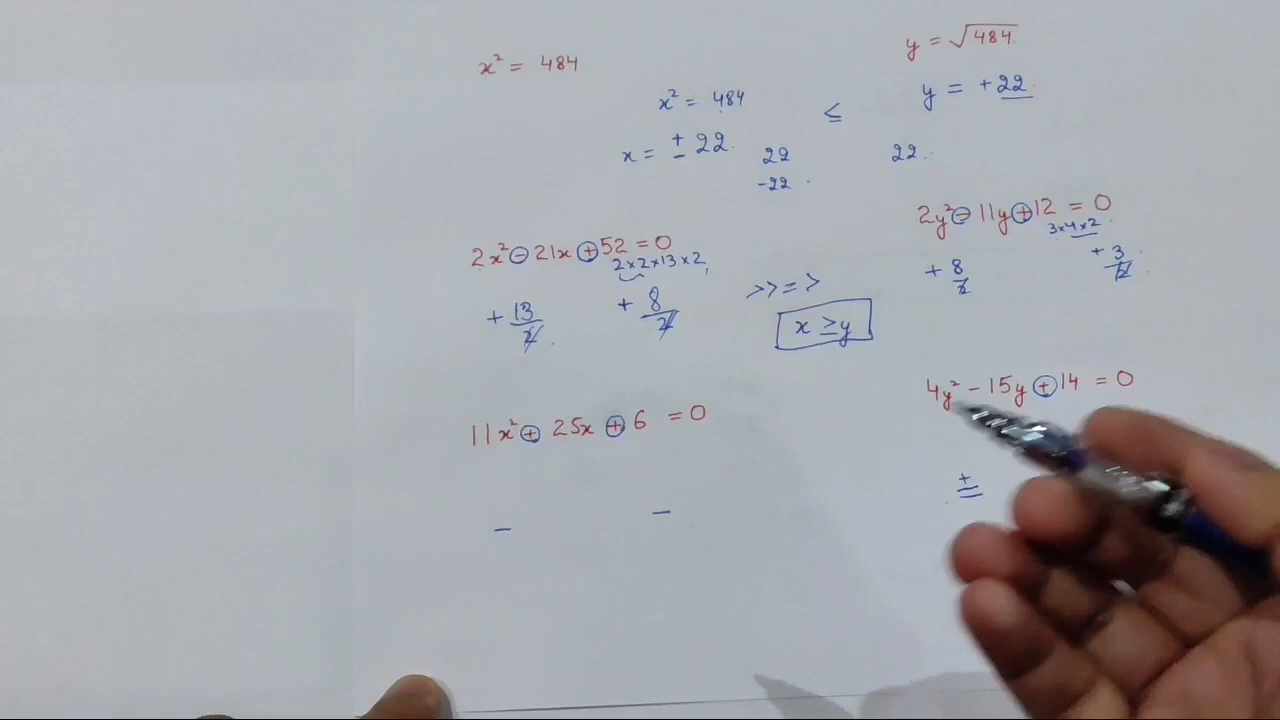 x² = 484
y = √484
x² = 484 ≤ y = +22
x = ± 22 22 22
-22
2x² - 21x + 52 = 0
2×2×13×2
2y² - 11y + 12 = 0
3×4×2
+ 13/2 + 8/2
>>=>
x ≥ y
+ 8/2 + 3/2
11x² + 25x + 6 = 0
4y² - 15y + 14 = 0
- -
+